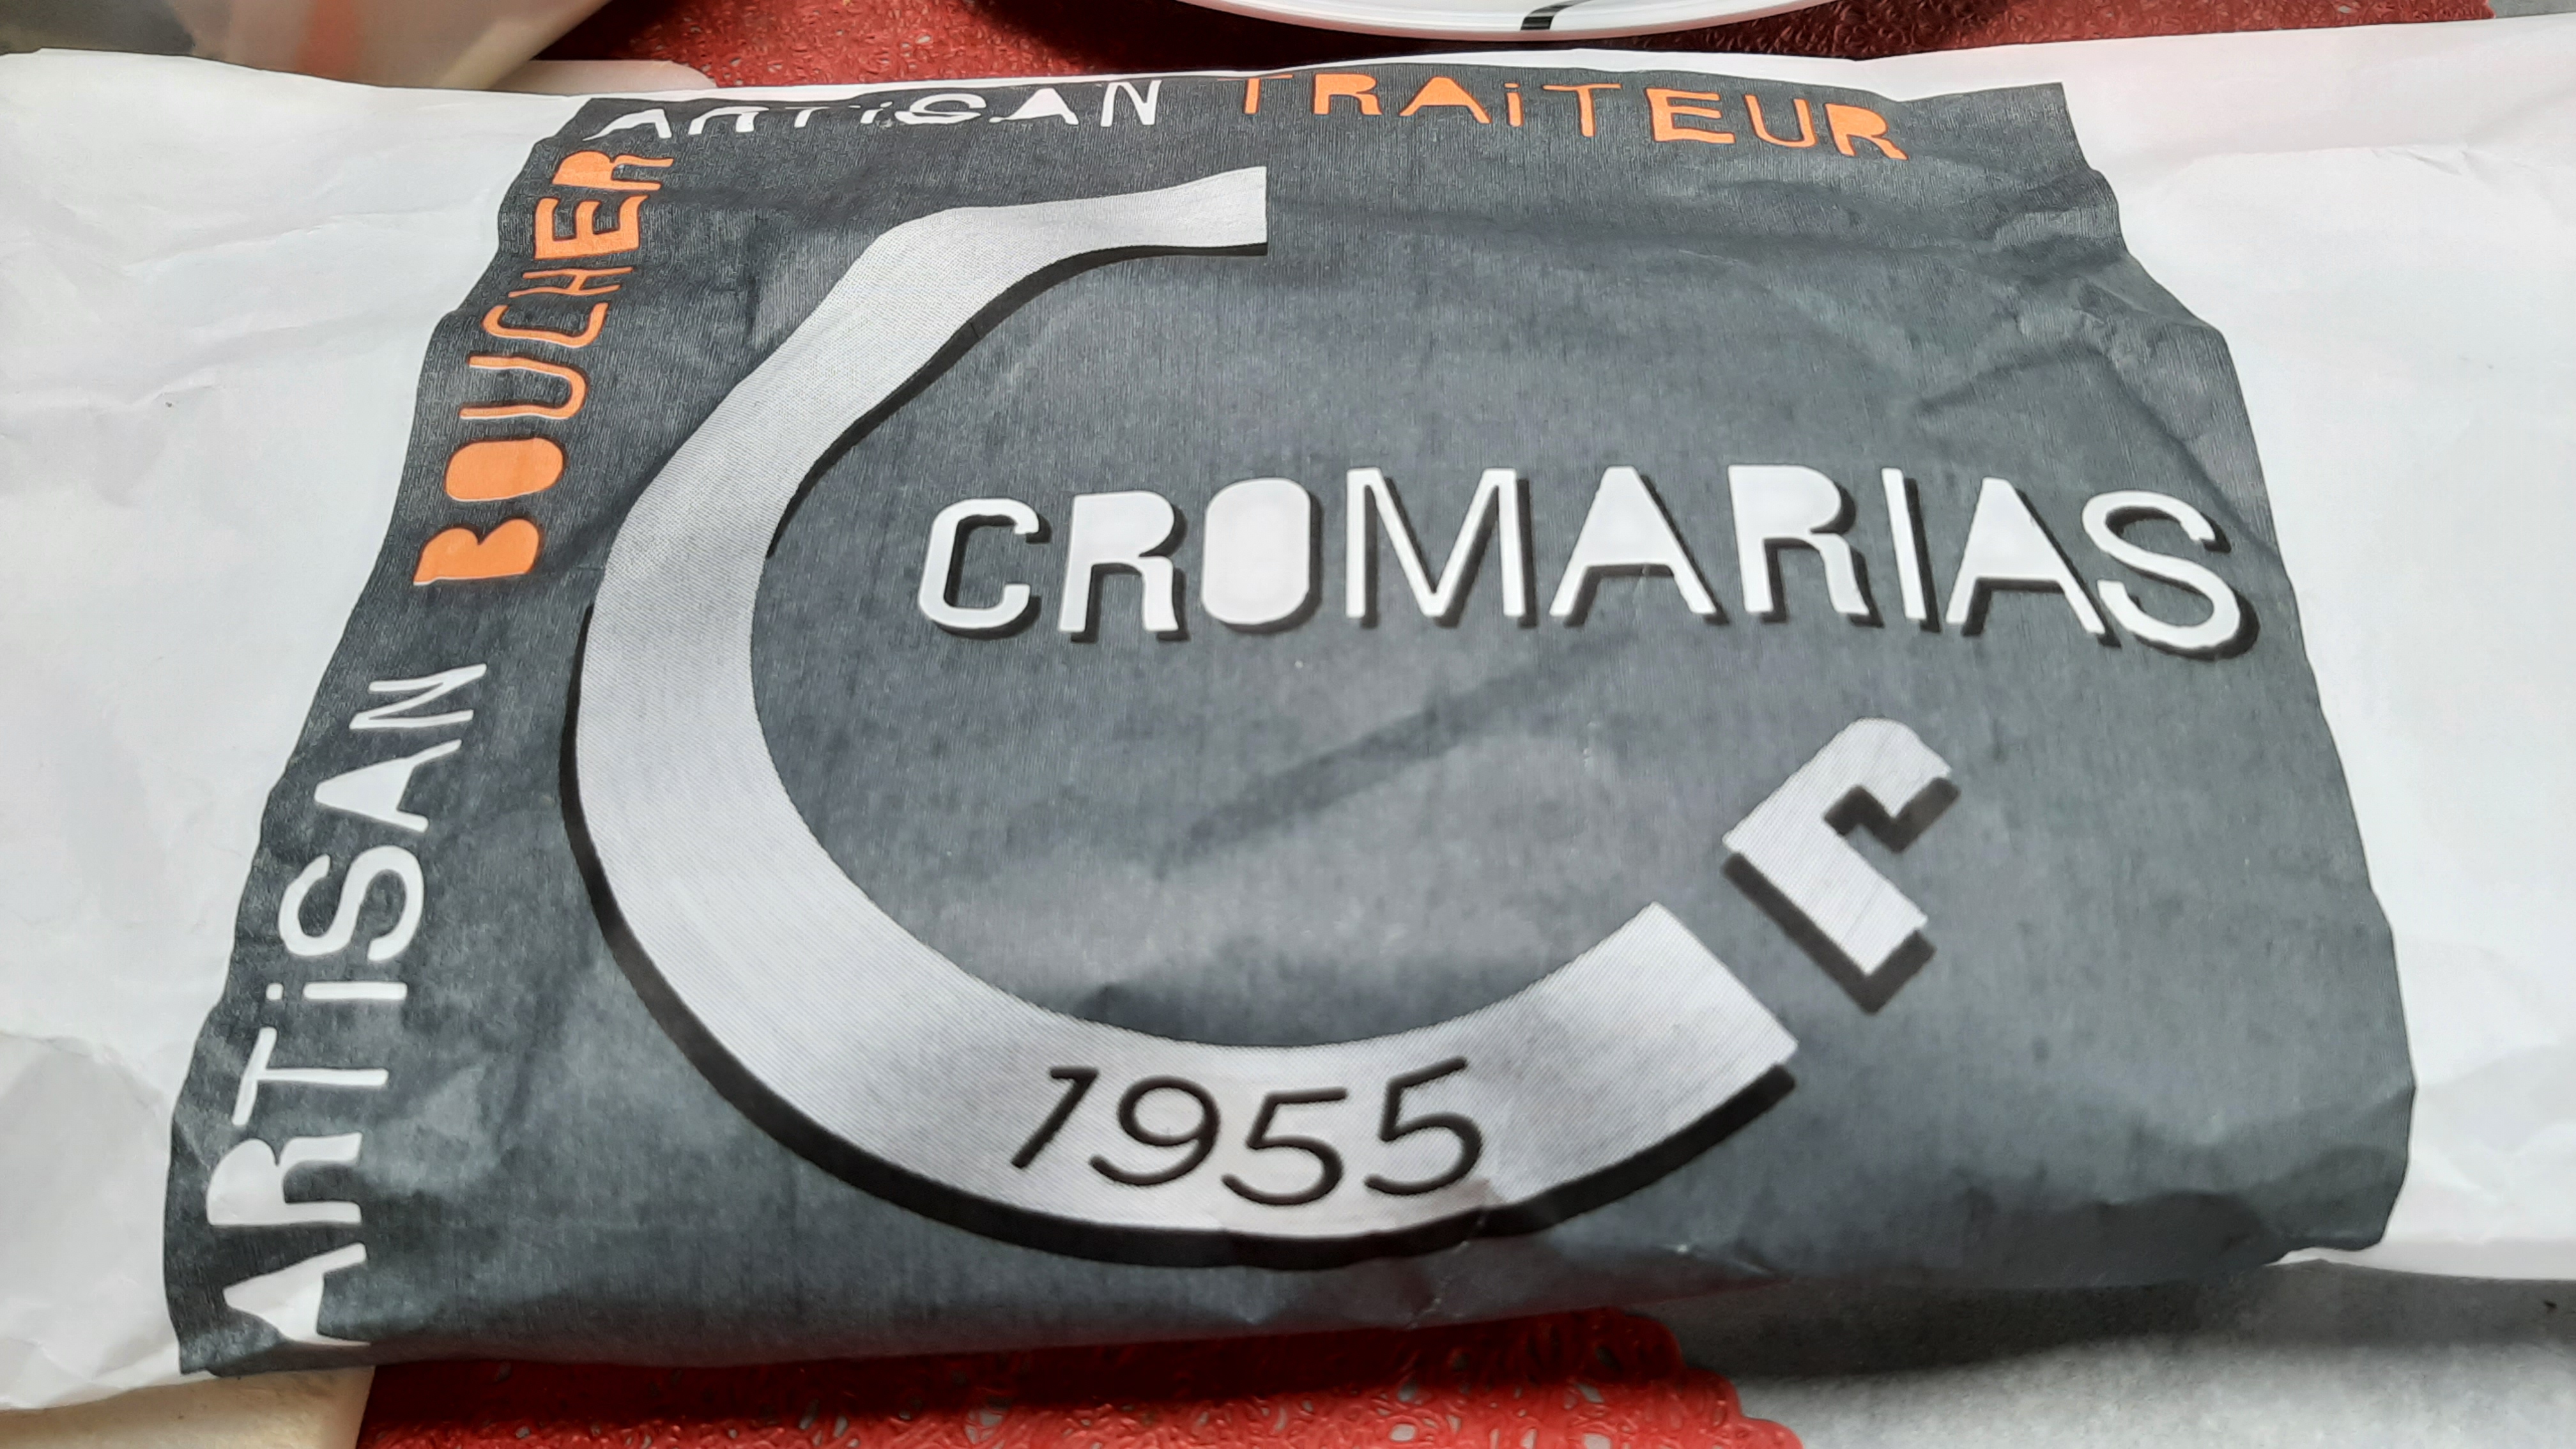 ARTiSAN TRAiTEUR
ARTiSAN BOUCHER
CROMARIAS
1955